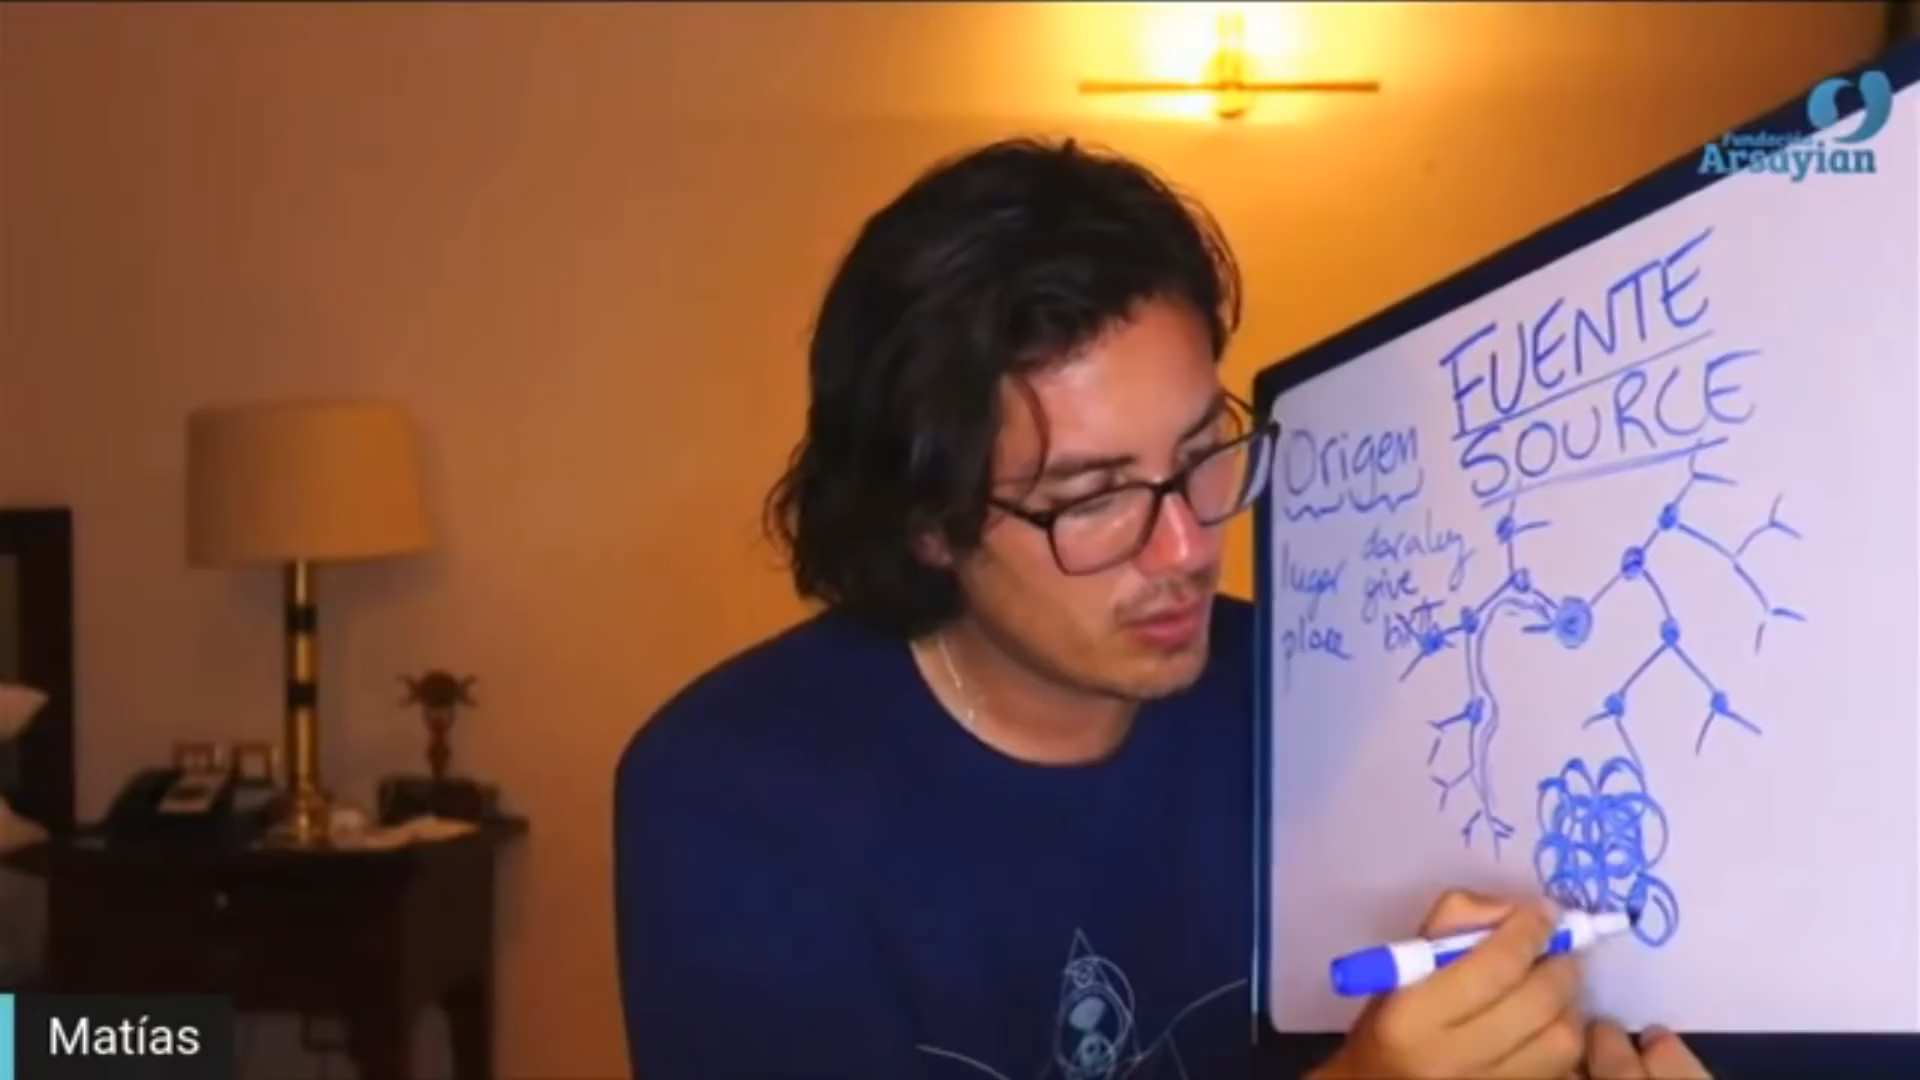 Fundación
Arsayian
FUENTE
SOURCE
Origen
lugar dar a luz
place give
birth
Matías